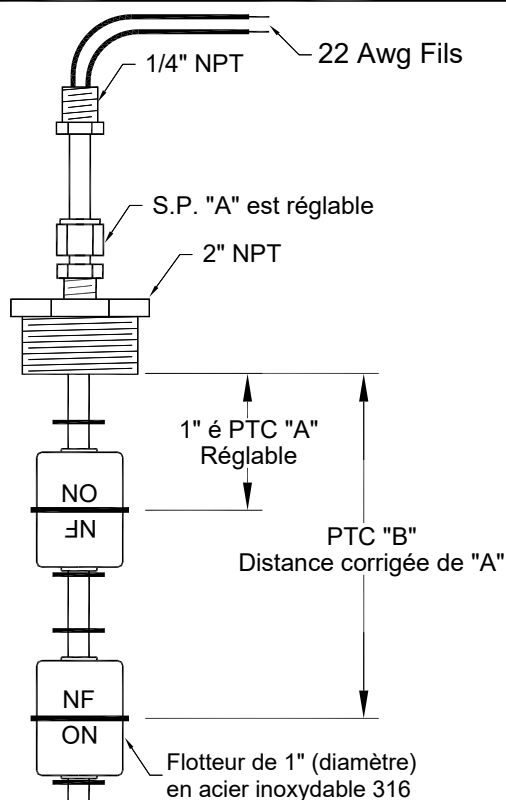 22 Awg Fils
1/4" NPT
S.P. "A" est réglable
2" NPT
1" é PTC "A"
Réglable
NO
NF
PTC "B"
Distance corrigée de "A"
NF
NO
Flotteur de 1" (diamètre)
en acier inoxydable 316